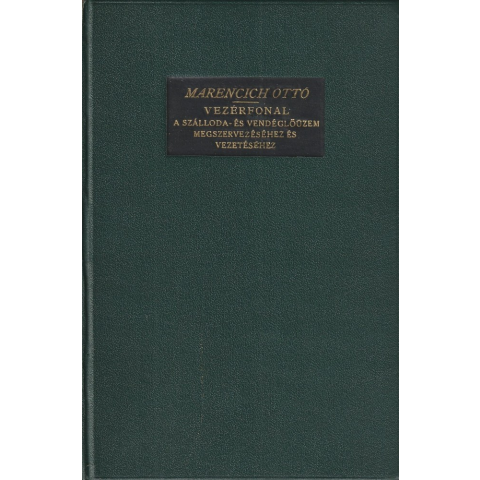 MARENCICH OTTÓ
VEZÉRFONAL
A SZÁLLODA- ÉS VENDÉGLŐÜZEM
MEGSZERVEZÉSÉHEZ ÉS
VEZETÉSÉHEZ